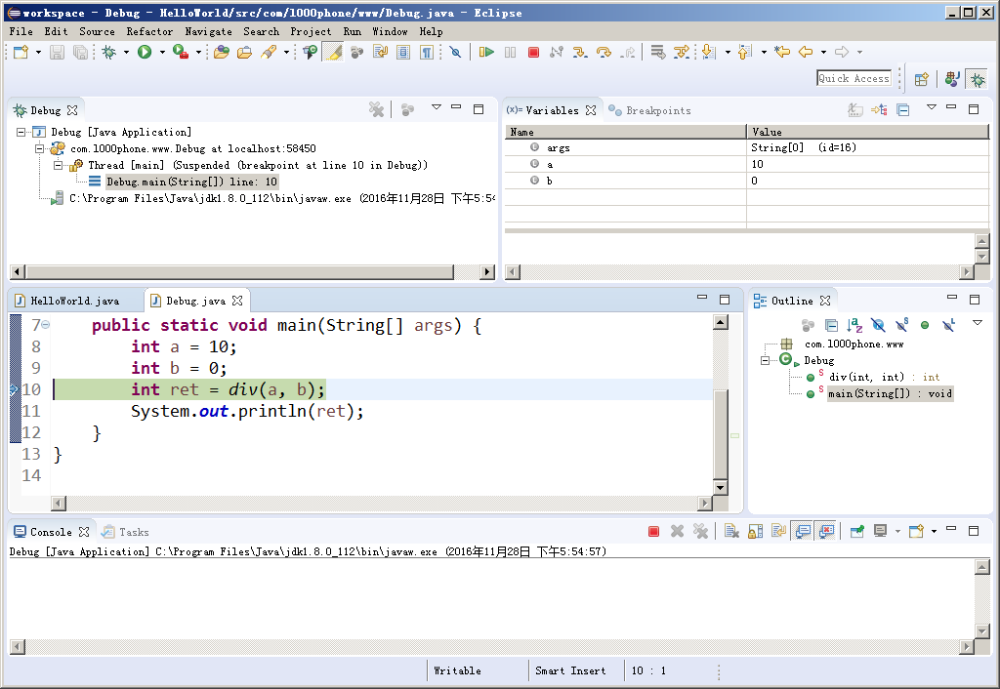 workspace - Debug - HelloWorld/src/com/1000phone/www/Debug.java - Eclipse
File Edit Source Refactor Navigate Search Project Run Window Help
Quick Access
Debug
Debug [Java Application]
com.1000phone.www.Debug at localhost:58450
Thread [main] (Suspended (breakpoint at line 10 in Debug))
Debug.main(String[]) line: 10
C:\Program Files\Java\jdk1.8.0_112\bin\javaw.exe (2016年11月28日 下午5:54
(x)= Variables Breakpoints
Name Value
args String[0] (id=16)
a 10
b 0
HelloWorld.java Debug.java
7 public static void main(String[] args) {
8 int a = 10;
9 int b = 0;
10 int ret = div(a, b);
11 System.out.println(ret);
12 }
13 }
14
Outline
com.1000phone.www
Debug
div(int, int) : int
main(String[]) : void
Console Tasks
Debug [Java Application] C:\Program Files\Java\jdk1.8.0_112\bin\javaw.exe (2016年11月28日 下午5:54:57)
Writable Smart Insert 10 : 1